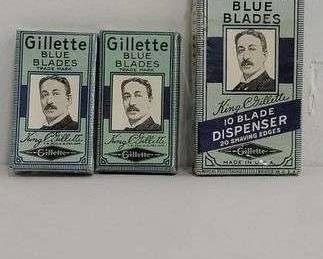 Gillette
BLUE
BLADES
TRADE MARK
King C. Gillette
Gillette
Gillette
BLUE
BLADES
TRADE MARK
King C. Gillette
Gillette
BLUE
BLADES
King C. Gillette
10 BLADE
DISPENSER
20 SHAVING EDGES
Gillette
MADE IN U.S.A.